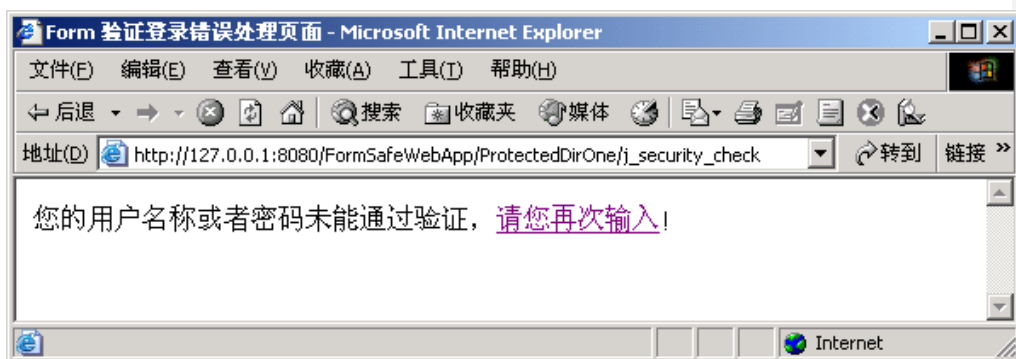 Form 验证登录错误处理页面 - Microsoft Internet Explorer
文件(F) 编辑(E) 查看(V) 收藏(A) 工具(T) 帮助(H)
后退 搜索 收藏夹 媒体
地址(D) http://127.0.0.1:8080/FormSafeWebApp/ProtectedDirOne/j_security_check 转到 链接 »
您的用户名称或者密码未能通过验证，请您再次输入!
Internet